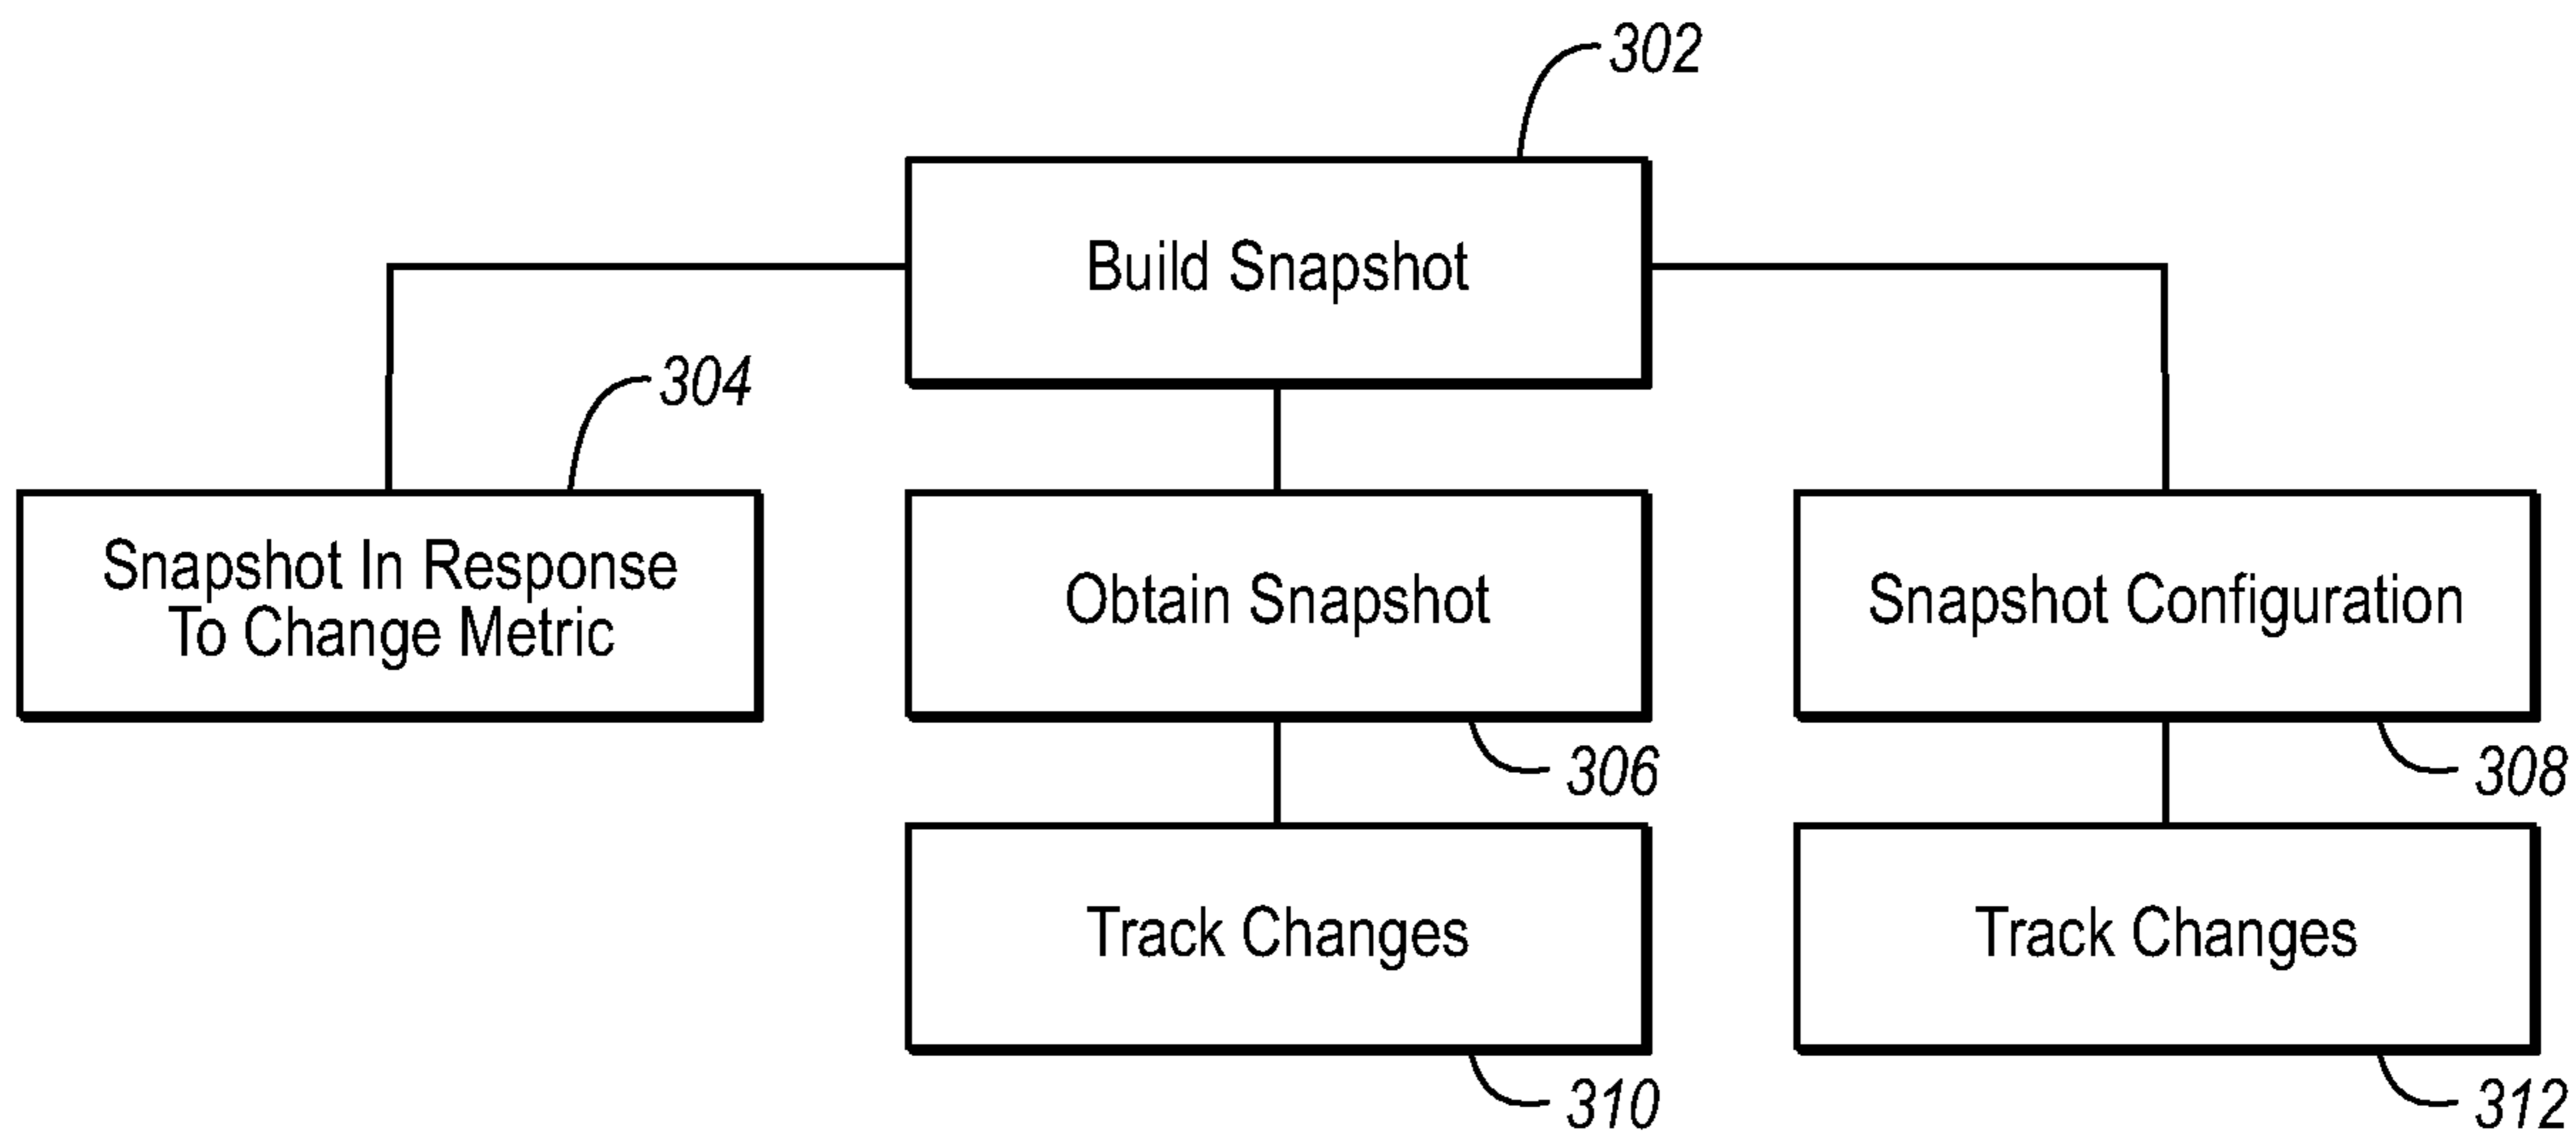 302
Build Snapshot
304
Snapshot In Response
To Change Metric
Obtain Snapshot
Snapshot Configuration
306
308
Track Changes
Track Changes
310
312